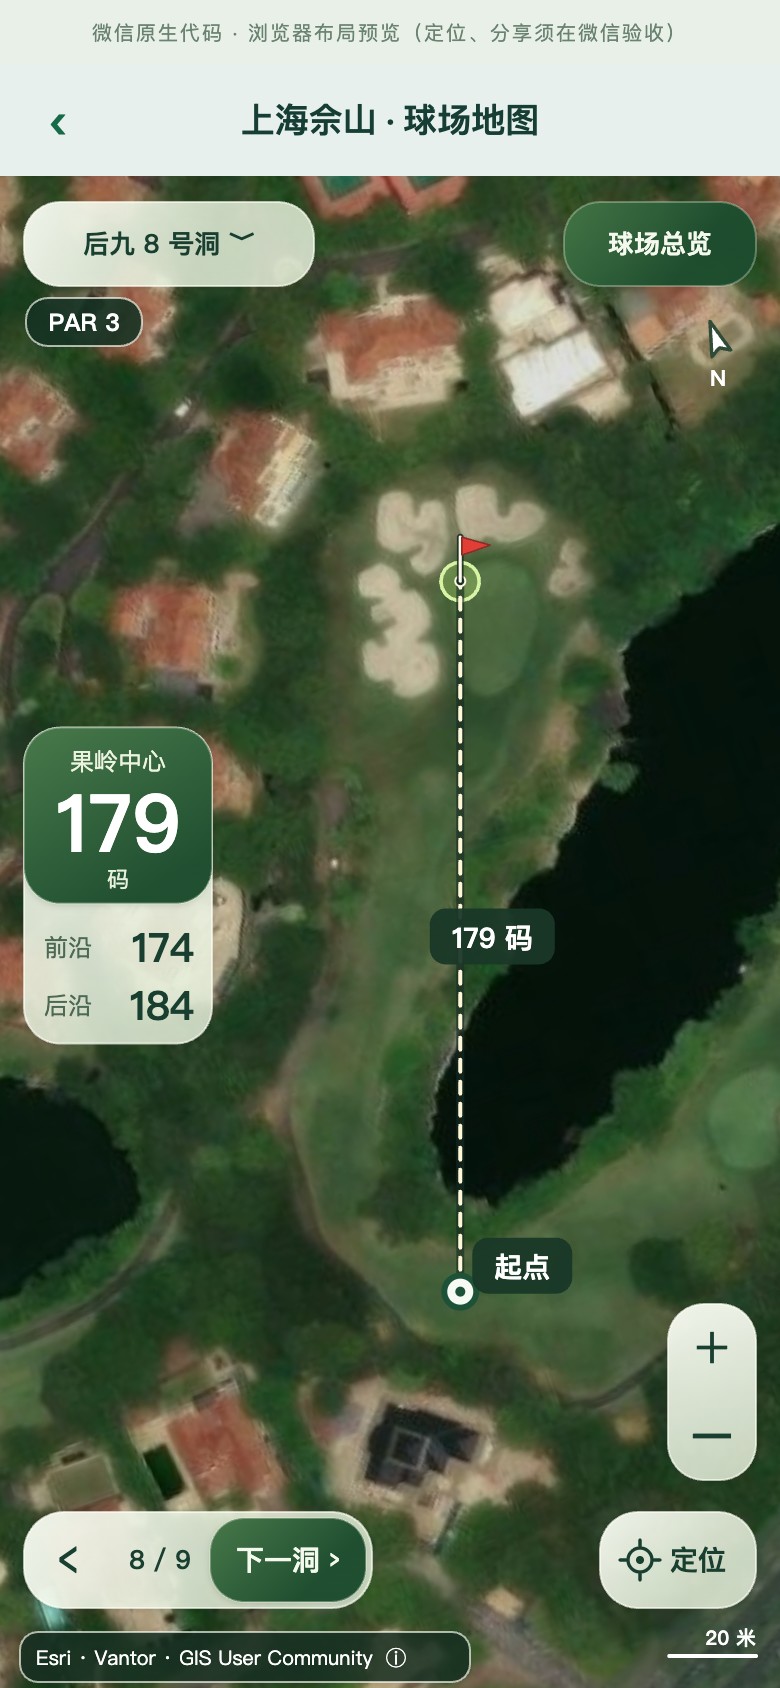 微信原生代码 · 浏览器布局预览（定位、分享须在微信验收）
‹
上海佘山 · 球场地图
后九 8 号洞
球场总览
PAR 3
N
果岭中心
179
码
前沿 174
后沿 184
179 码
起点
+
−
< 8 / 9 下一洞 ›
定位
20 米
Esri · Vantor · GIS User Community ⓘ